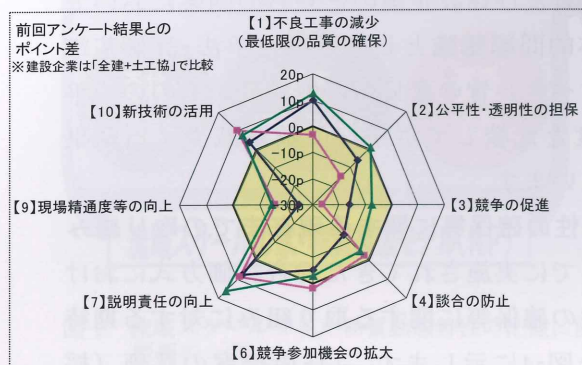 前回アンケート結果との
ポイント差
※建設企業は「全建+土工協」で比較
【1】不良工事の減少
(最低限の品質の確保)
20p
10p
0p
-10p
-20p
-30p
【2】公平性・透明性の担保
【3】競争の促進
【4】談合の防止
【6】競争参加機会の拡大
【7】説明責任の向上
【9】現場精通度等の向上
【10】新技術の活用